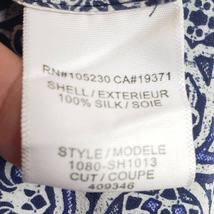 RN#105230 CA#19371
SHELL/EXTERIEUR
100% SILK/SOIE
STYLE/MODELE
1080-SH1013
CUT/COUPE
409346